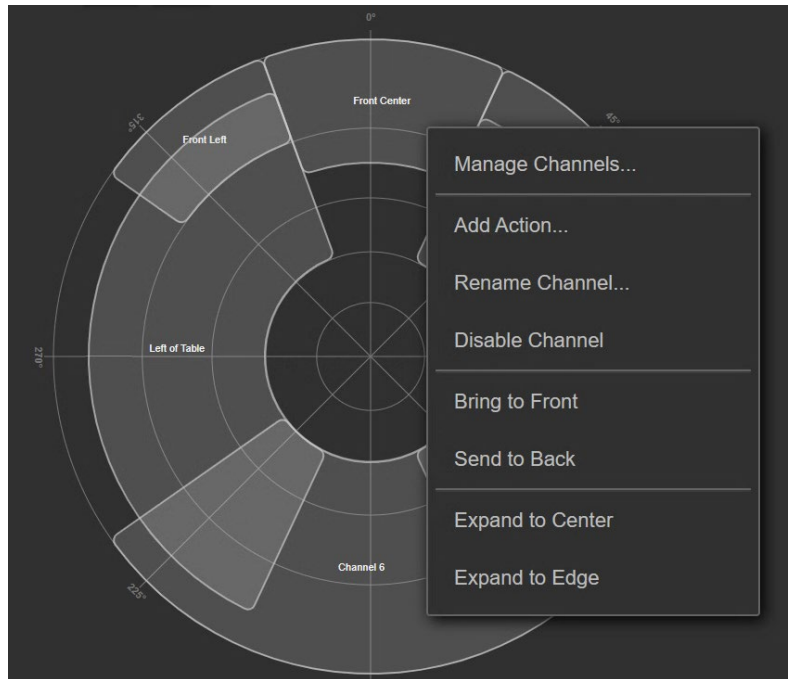 0°
Front Center
315°
45°
Front Left
Manage Channels...
Add Action...
Rename Channel...
Disable Channel
Left of Table
270°
Bring to Front
Send to Back
Expand to Center
Channel 6
Expand to Edge
225°